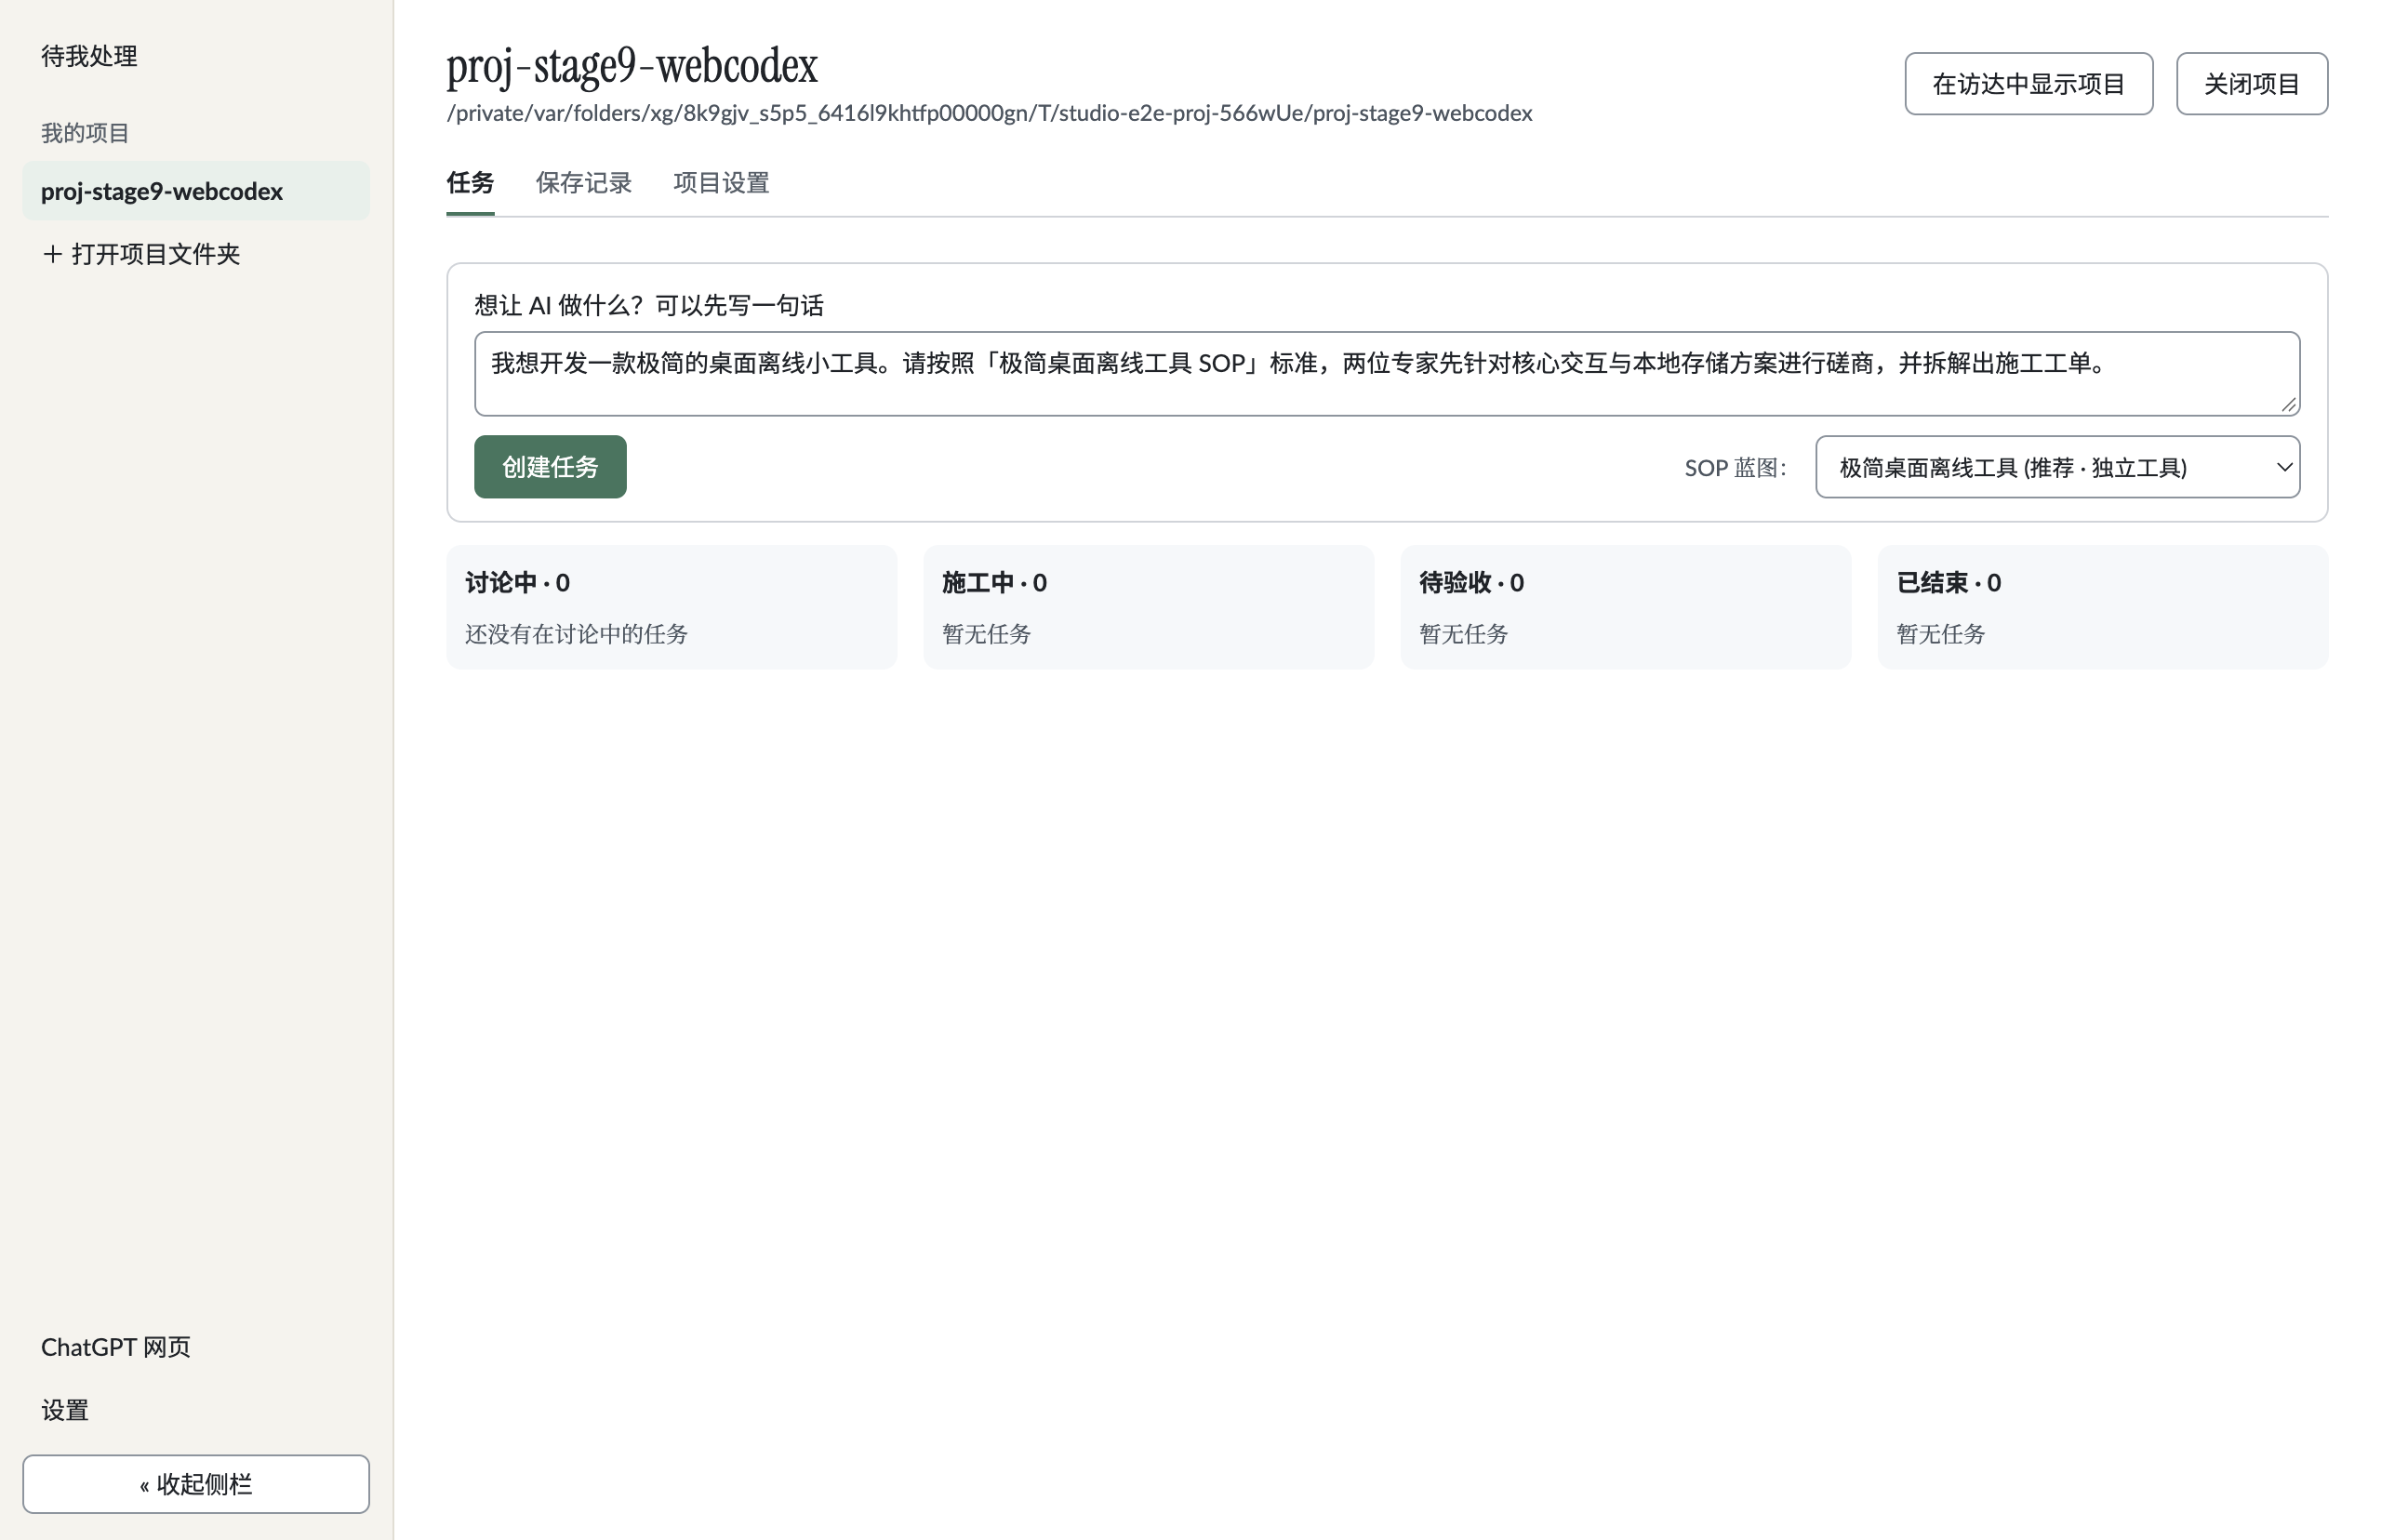 待我处理
我的项目
proj-stage9-webcodex
+ 打开项目文件夹
ChatGPT 网页
设置
« 收起侧栏
proj-stage9-webcodex
/private/var/folders/xg/8k9gjv_s5p5_6416l9khtfp00000gn/T/studio-e2e-proj-566wUe/proj-stage9-webcodex
在访达中显示项目
关闭项目
任务
保存记录
项目设置
想让 AI 做什么？可以先写一句话
我想开发一款极简的桌面离线小工具。请按照「极简桌面离线工具 SOP」标准，两位专家先针对核心交互与本地存储方案进行磋商，并拆解出施工工单。
创建任务
SOP 蓝图：
极简桌面离线工具 (推荐 · 独立工具)
讨论中 · 0
还没有在讨论中的任务
施工中 · 0
暂无任务
待验收 · 0
暂无任务
已结束 · 0
暂无任务